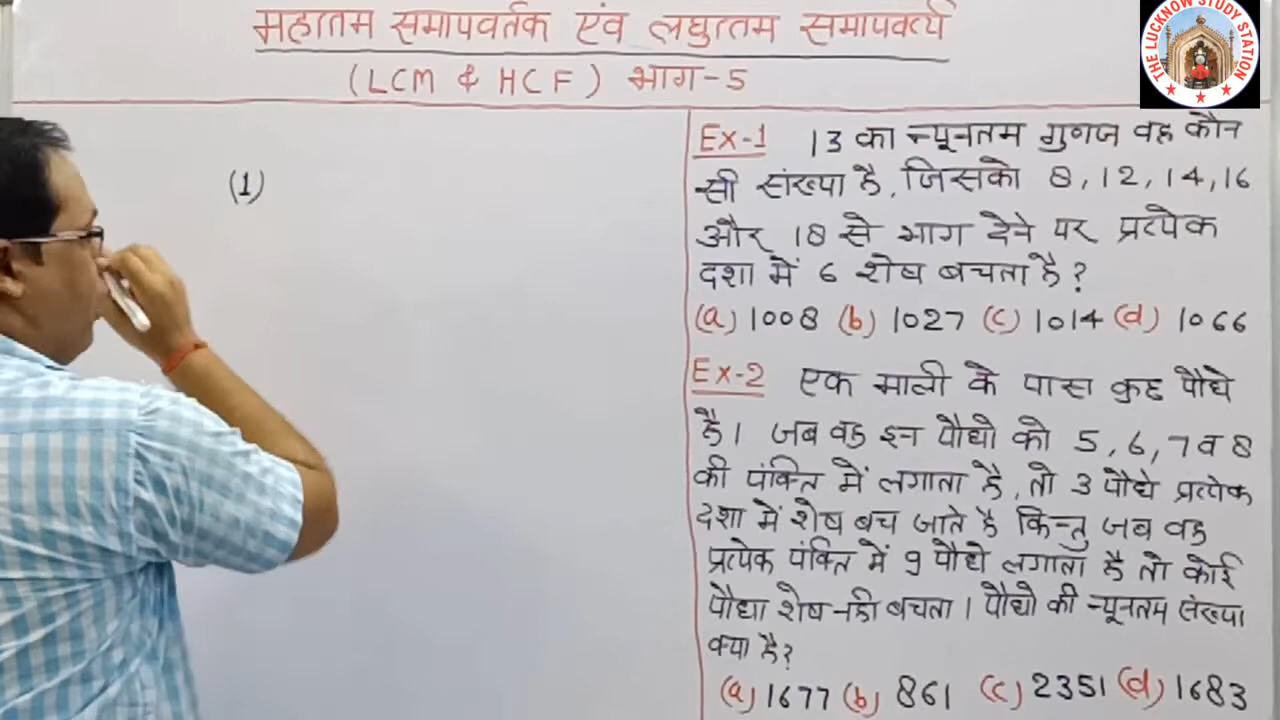 महात्तम समापवर्तक एंव लघुत्तम समापवर्त्य
(LCM & HCF) भाग-5
THE LUCKNOW STUDY STATION
(1)
Ex-1 13 का न्यूनतम गुणज वह कौन
सी संख्या है, जिसको 8, 12, 14, 16
और 18 से भाग देने पर प्रत्येक
दशा में 6 शेष बचता है?
(a) 1008 (b) 1027 (c) 1014 (d) 1066
Ex-2 एक माली के पास कुछ पौधे
है। जब वह इन पौधो को 5, 6, 7 व 8
की पंक्ति में लगाता है, तो 3 पौधे प्रत्येक
दशा में शेष बच जाते है किन्तु जब वह
प्रत्येक पंक्ति में 9 पौधे लगाता है तो कोई
पौधा शेष नही बचता। पौधो की न्यूनतम संख्या
क्या है?
(a) 1677 (b) 861 (c) 2351 (d) 1683